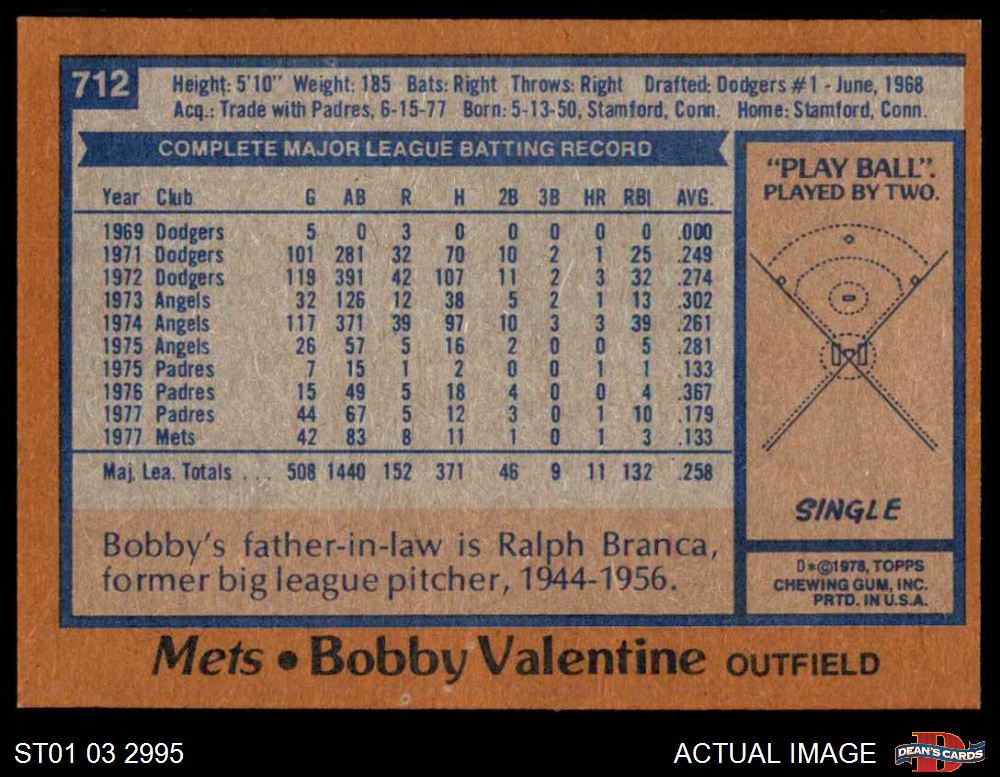 712
Height: 5'10" Weight: 185 Bats: Right Throws: Right Drafted: Dodgers #1 - June, 1968
Acq.: Trade with Padres, 6-15-77 Born: 5-13-50, Stamford, Conn. Home: Stamford, Conn.
COMPLETE MAJOR LEAGUE BATTING RECORD
Year Club G AB R H 2B 3B HR RBI AVG.
1969 Dodgers 5 0 3 0 0 0 0 0 .000
1971 Dodgers 101 281 32 70 10 2 1 25 .249
1972 Dodgers 119 391 42 107 11 2 3 32 .274
1973 Angels 32 126 12 38 5 2 1 13 .302
1974 Angels 117 371 39 97 10 3 3 39 .261
1975 Angels 26 57 5 16 2 0 0 5 .281
1975 Padres 7 15 1 2 0 0 1 1 .133
1976 Padres 15 49 5 18 4 0 0 4 .367
1977 Padres 44 67 5 12 3 0 1 10 .179
1977 Mets 42 83 8 11 1 0 1 3 .133
Maj. Lea. Totals . . . 508 1440 152 371 46 9 11 132 .258
Bobby's father-in-law is Ralph Branca,
former big league pitcher, 1944-1956.
"PLAY BALL".
PLAYED BY TWO.
SINGLE
D*©1978, TOPPS
CHEWING GUM, INC.
PRTD. IN U.S.A.
Mets • Bobby Valentine OUTFIELD
ST01 03 2995
ACTUAL IMAGE
D
DEAN'S CARDS